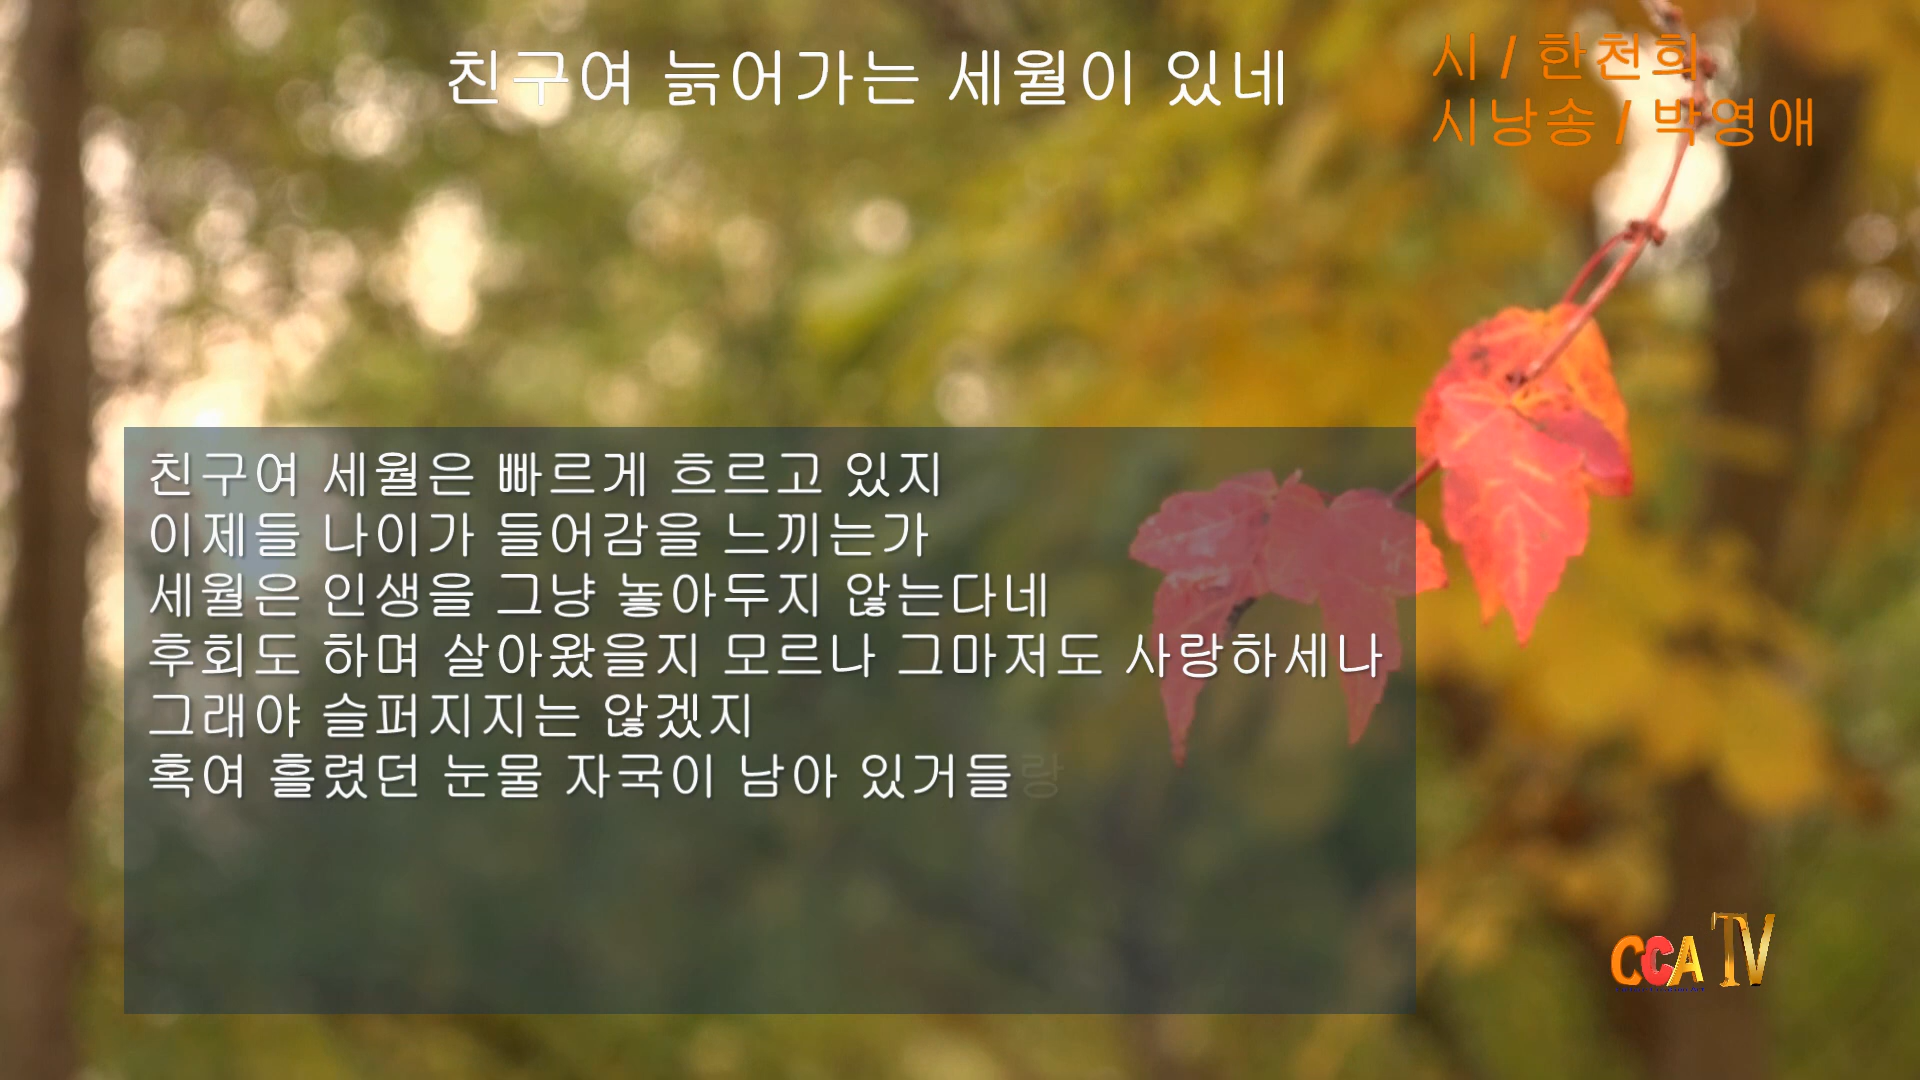 친구여 늙어가는 세월이 있네
시 / 한천희
시낭송 / 박영애
친구여 세월은 빠르게 흐르고 있지
이제들 나이가 들어감을 느끼는가
세월은 인생을 그냥 놓아두지 않는다네
후회도 하며 살아왔을지 모르나 그마저도 사랑하세나
그래야 슬퍼지지는 않겠지
혹여 흘렸던 눈물 자국이 남아 있거들랑
CCA TV